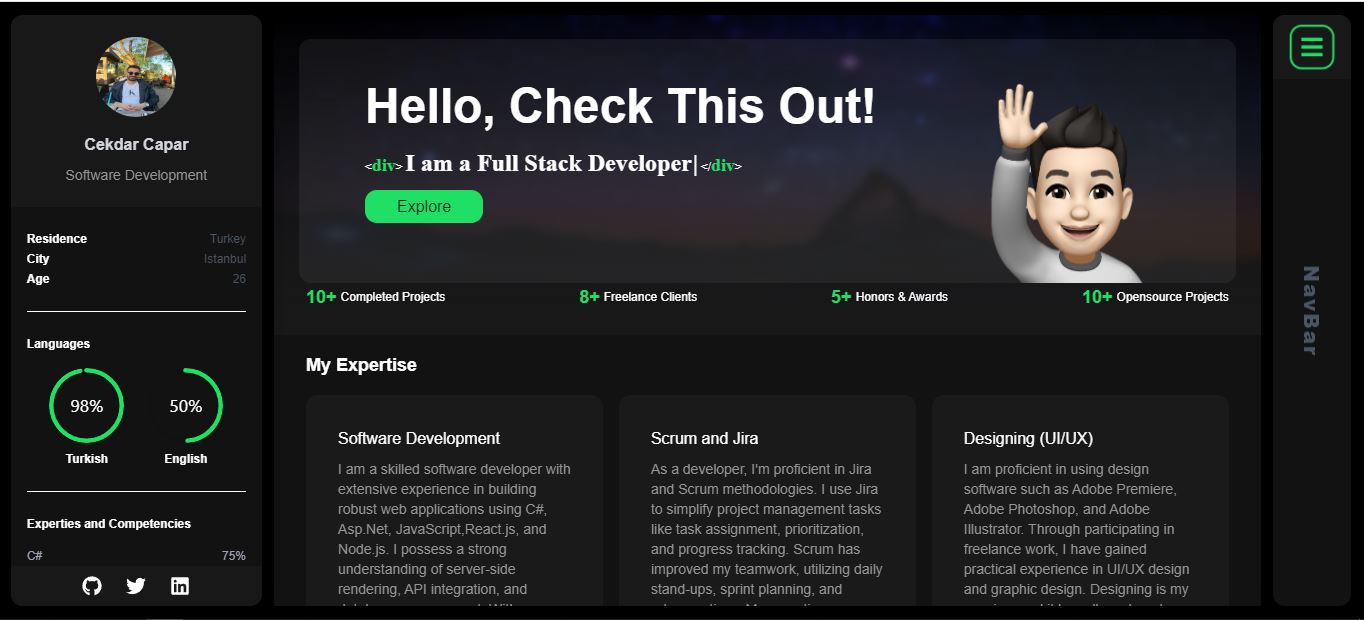 Cekdar Capar
Software Development
Residence Turkey
City Istanbul
Age 26
Languages
98% 50%
Turkish English
Experties and Competencies
C# 75%
Hello, Check This Out!
<div> I am a Full Stack Developer| </div>
Explore
10+ Completed Projects 8+ Freelance Clients 5+ Honors & Awards 10+ Opensource Projects
My Expertise
Software Development
I am a skilled software developer with
extensive experience in building
robust web applications using C#,
Asp.Net, JavaScript,React.js, and
Node.js. I possess a strong
understanding of server-side
rendering, API integration, and
Scrum and Jira
As a developer, I'm proficient in Jira
and Scrum methodologies. I use Jira
to simplify project management tasks
like task assignment, prioritization,
and progress tracking. Scrum has
improved my teamwork, utilizing daily
stand-ups, sprint planning, and
Designing (UI/UX)
I am proficient in using design
software such as Adobe Premiere,
Adobe Photoshop, and Adobe
Illustrator. Through participating in
freelance work, I have gained
practical experience in UI/UX design
and graphic design. Designing is my
NavBar